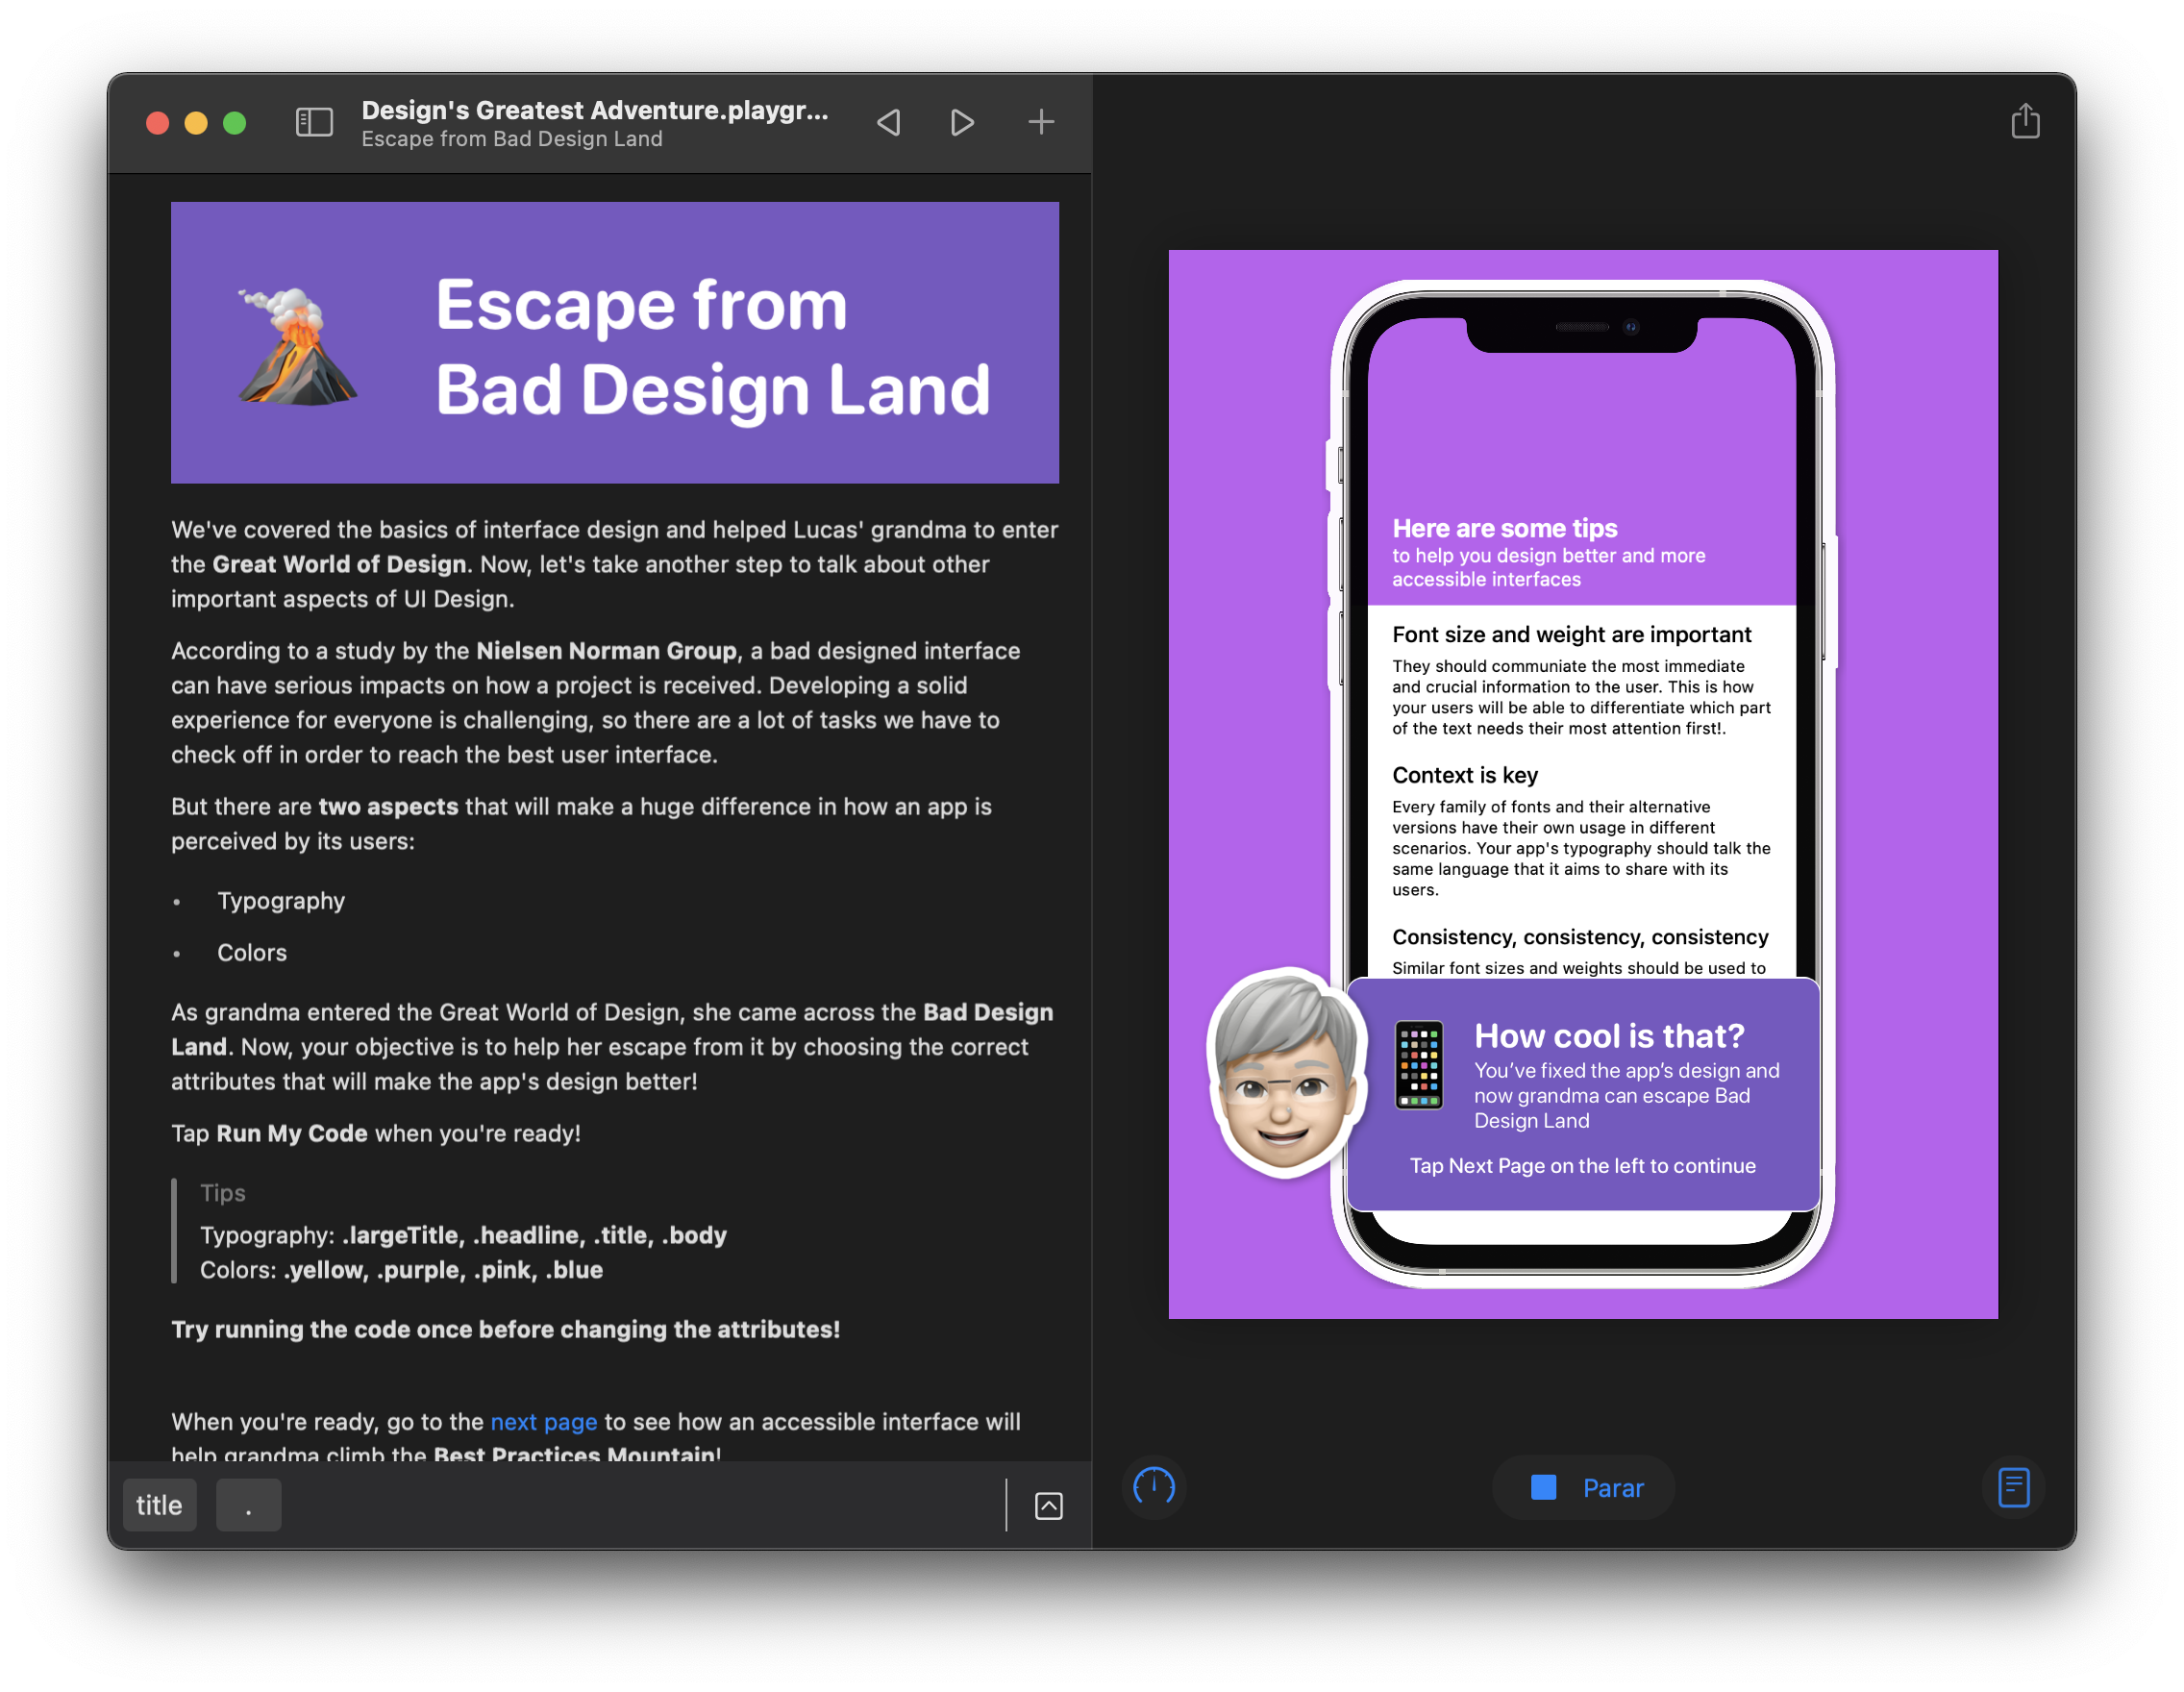 Design's Greatest Adventure.playgr...
Escape from Bad Design Land
Escape from
Bad Design Land
We've covered the basics of interface design and helped Lucas' grandma to enter
the Great World of Design. Now, let's take another step to talk about other
important aspects of UI Design.
According to a study by the Nielsen Norman Group, a bad designed interface
can have serious impacts on how a project is received. Developing a solid
experience for everyone is challenging, so there are a lot of tasks we have to
check off in order to reach the best user interface.
But there are two aspects that will make a huge difference in how an app is
perceived by its users:
• Typography
• Colors
As grandma entered the Great World of Design, she came across the Bad Design
Land. Now, your objective is to help her escape from it by choosing the correct
attributes that will make the app's design better!
Tap Run My Code when you're ready!
Tips
Typography: .largeTitle, .headline, .title, .body
Colors: .yellow, .purple, .pink, .blue
Try running the code once before changing the attributes!
When you're ready, go to the next page to see how an accessible interface will
help grandma climb the Best Practices Mountain!
title
.
Here are some tips
to help you design better and more
accessible interfaces
Font size and weight are important
They should communiate the most immediate
and crucial information to the user. This is how
your users will be able to differentiate which part
of the text needs their most attention first!.
Context is key
Every family of fonts and their alternative
versions have their own usage in different
scenarios. Your app's typography should talk the
same language that it aims to share with its
users.
Consistency, consistency, consistency
Similar font sizes and weights should be used to
How cool is that?
You've fixed the app's design and
now grandma can escape Bad
Design Land
Tap Next Page on the left to continue
Parar